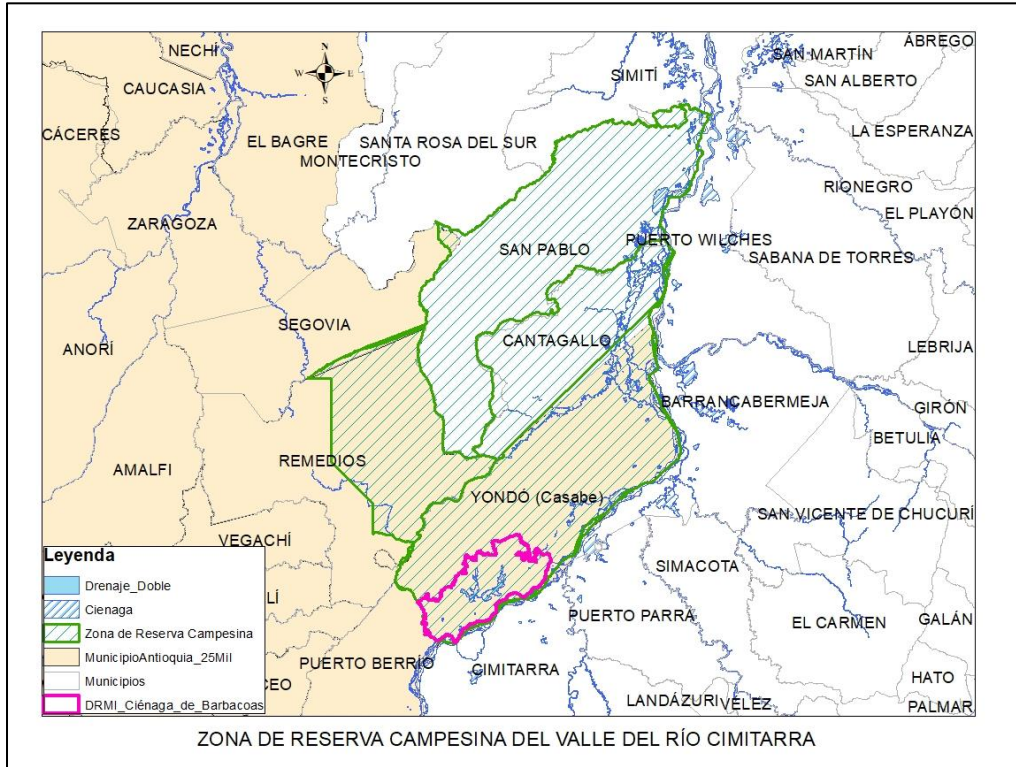 NECHÍ
N
W E
S
SIMITÍ
SAN MARTÍN
ÁBREGO
CAUCASIA
SAN ALBERTO
CÁCERES
EL BAGRE
SANTA ROSA DEL SUR
MONTECRISTO
LA ESPERANZA
RIONEGRO
EL PLAYÓN
ZARAGOZA
SAN PABLO
PUERTO WILCHES
SABANA DE TORRES
SEGOVIA
CANTAGALLO
ANORÍ
LEBRIJA
BARRANCABERMEJA
GIRÓN
BETULIA
REMEDIOS
AMALFI
YONDÓ (Casabe)
SAN VICENTE DE CHUCURÍ
VEGACHÍ
SIMACOTA
LÍ
PUERTO PARRA
EL CARMEN
GALÁN
PUERTO BERRÍO
CIMITARRA
HATO
CEO
LANDÁZURI
VÉLEZ
PALMAR
Leyenda
Drenaje_Doble
Cienaga
Zona de Reserva Campesina
MunicipioAntioquia_25Mil
Municipios
DRMI_Ciénaga_de_Barbacoas
ZONA DE RESERVA CAMPESINA DEL VALLE DEL RÍO CIMITARRA